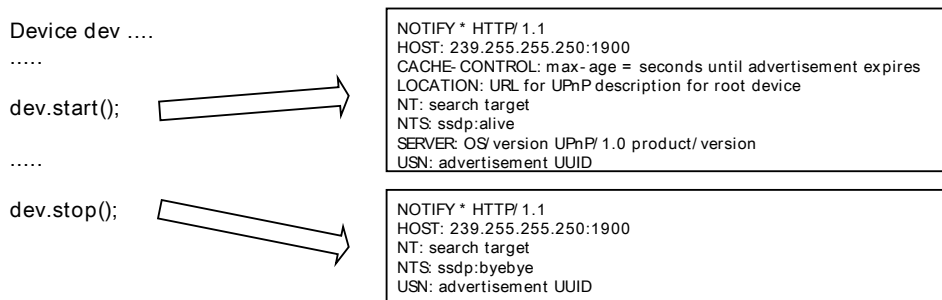 Device dev ....
.....
dev.start();
.....
dev.stop();
NOTIFY * HTTP/1.1
HOST: 239.255.255.250:1900
CACHE-CONTROL: max-age = seconds until advertisement expires
LOCATION: URL for UPnP description for root device
NT: search target
NTS: ssdp:alive
SERVER: OS/version UPnP/1.0 product/version
USN: advertisement UUID
NOTIFY * HTTP/1.1
HOST: 239.255.255.250:1900
NT: search target
NTS: ssdp:byebye
USN: advertisement UUID